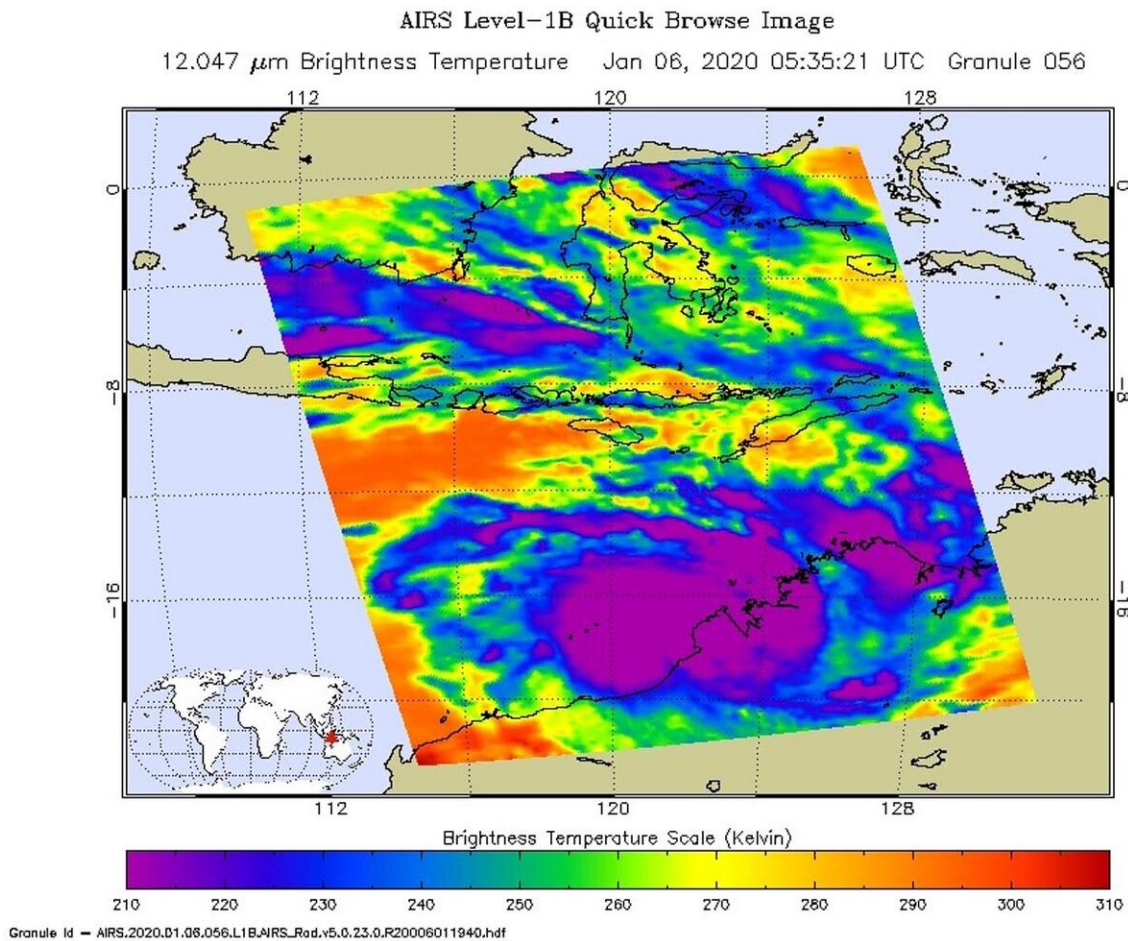 AIRS Level-1B Quick Browse Image
12.047 μm Brightness Temperature Jan 06, 2020 05:35:21 UTC Granule 056
112 120 128
0 0
-8 -8
-16 -16
112 120 128
Brightness Temperature Scale (Kelvin)
210 220 230 240 250 260 270 280 290 300 310
Granule Id - AIRS.2020.01.06.056.L1B.AIRS_Rad.v5.0.23.0.R20006011940.hdf